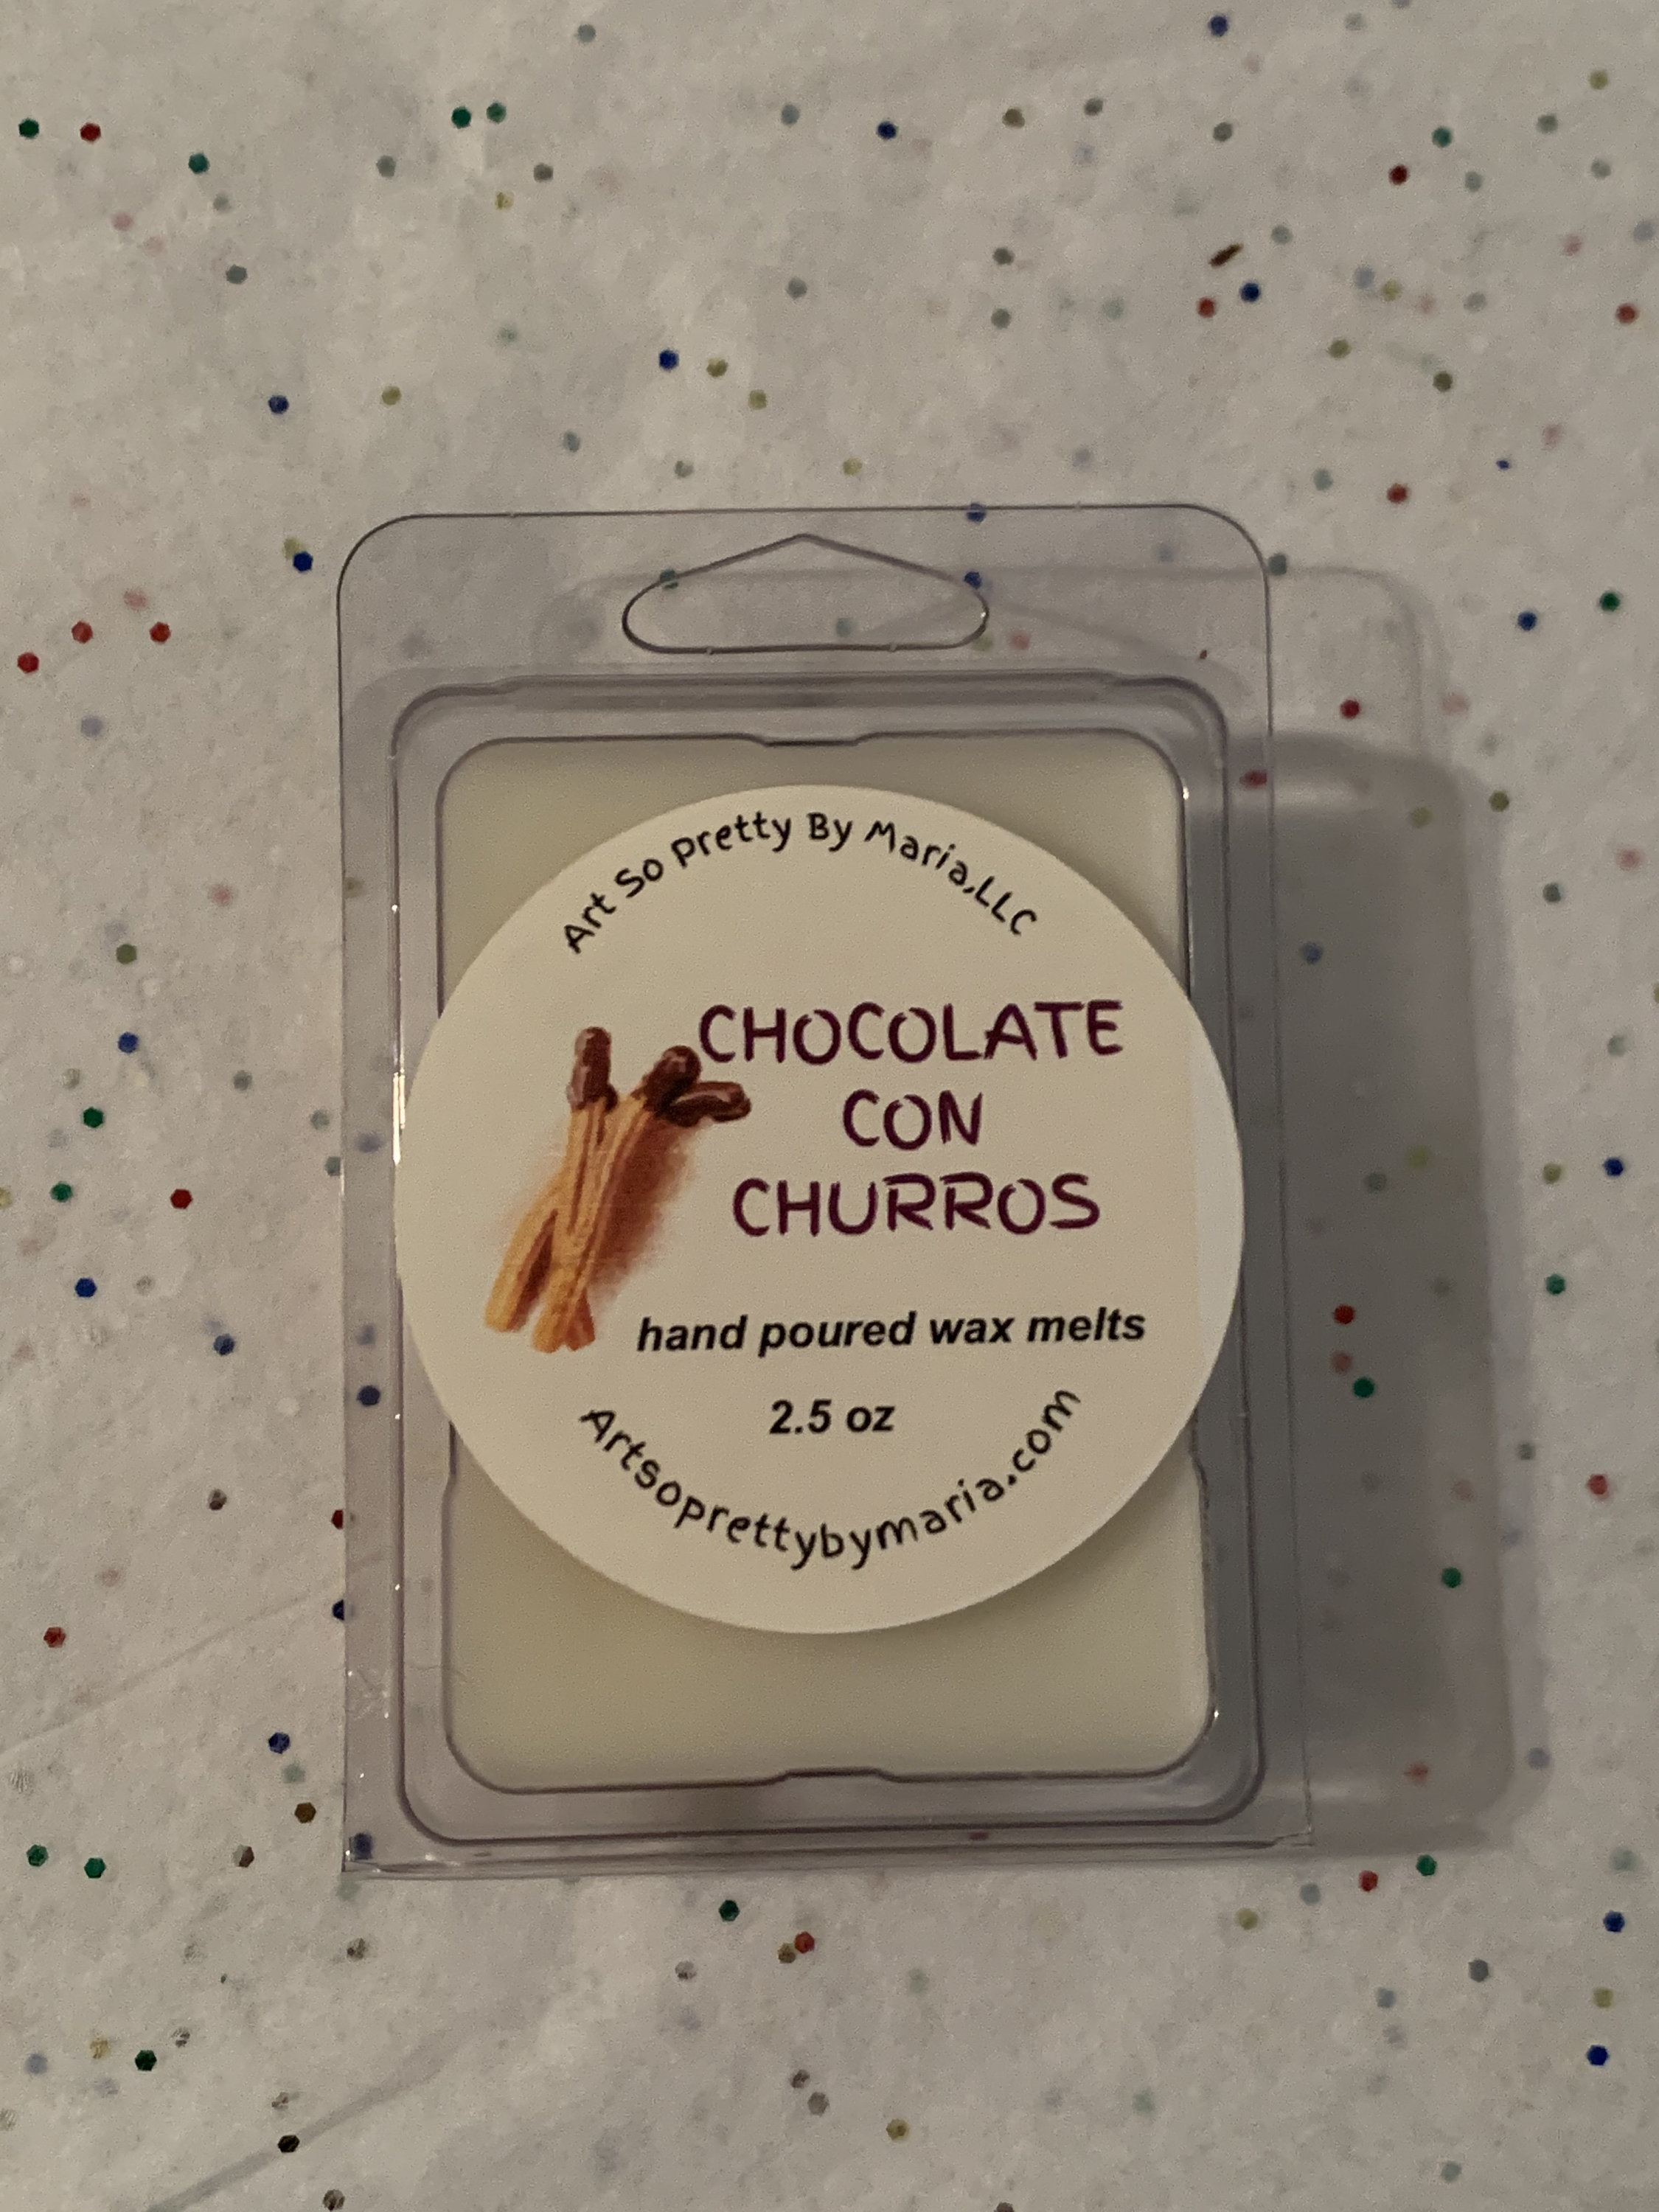 Art So Pretty By Maria,LLC
CHOCOLATE
CON
CHURROS
hand poured wax melts
2.5 oz
Artsoprettybymaria.com